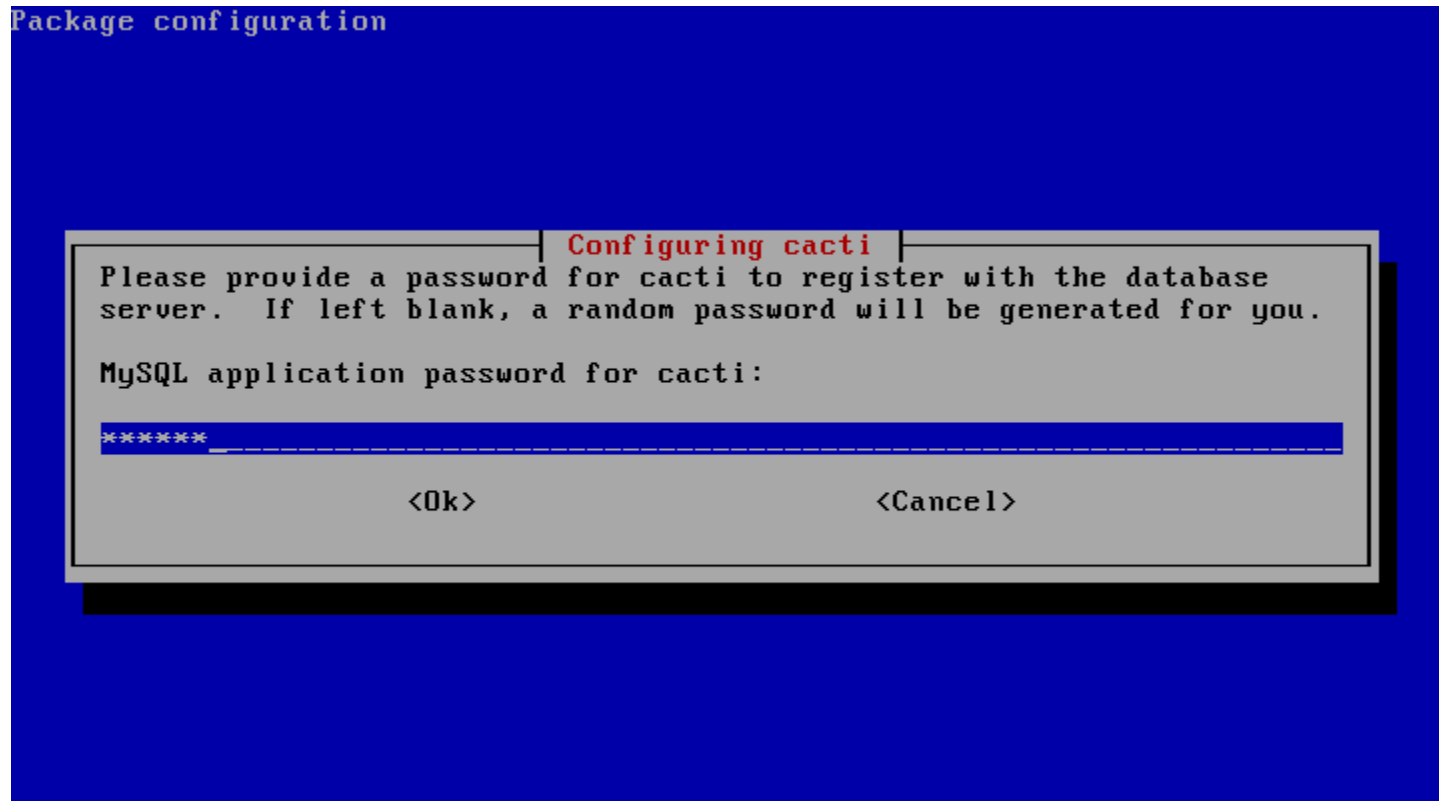 Package configuration
Configuring cacti
Please provide a password for cacti to register with the database
server.  If left blank, a random password will be generated for you.
MySQL application password for cacti:
******_______________________________________________________________
<Ok>
<Cancel>